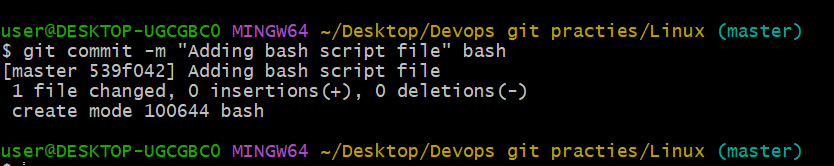 user@DESKTOP-UGCGBC0 MINGW64 ~/Desktop/Devops git practies/Linux (master)
$ git commit -m "Adding bash script file" bash
[master 539f042] Adding bash script file
 1 file changed, 0 insertions(+), 0 deletions(-)
 create mode 100644 bash

user@DESKTOP-UGCGBC0 MINGW64 ~/Desktop/Devops git practies/Linux (master)